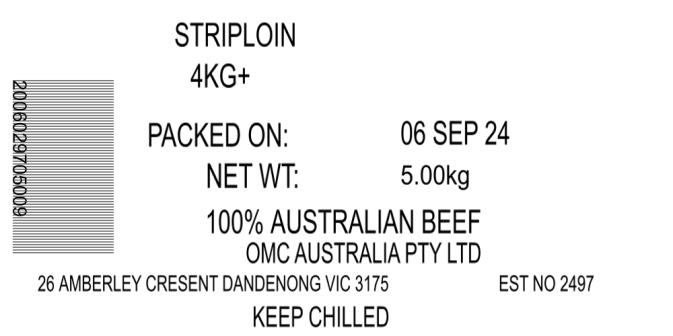 STRIPLOIN
4KG+
2006029705009
PACKED ON: 06 SEP 24
NET WT: 5.00kg
100% AUSTRALIAN BEEF
OMC AUSTRALIA PTY LTD
26 AMBERLEY CRESENT DANDENONG VIC 3175 EST NO 2497
KEEP CHILLED